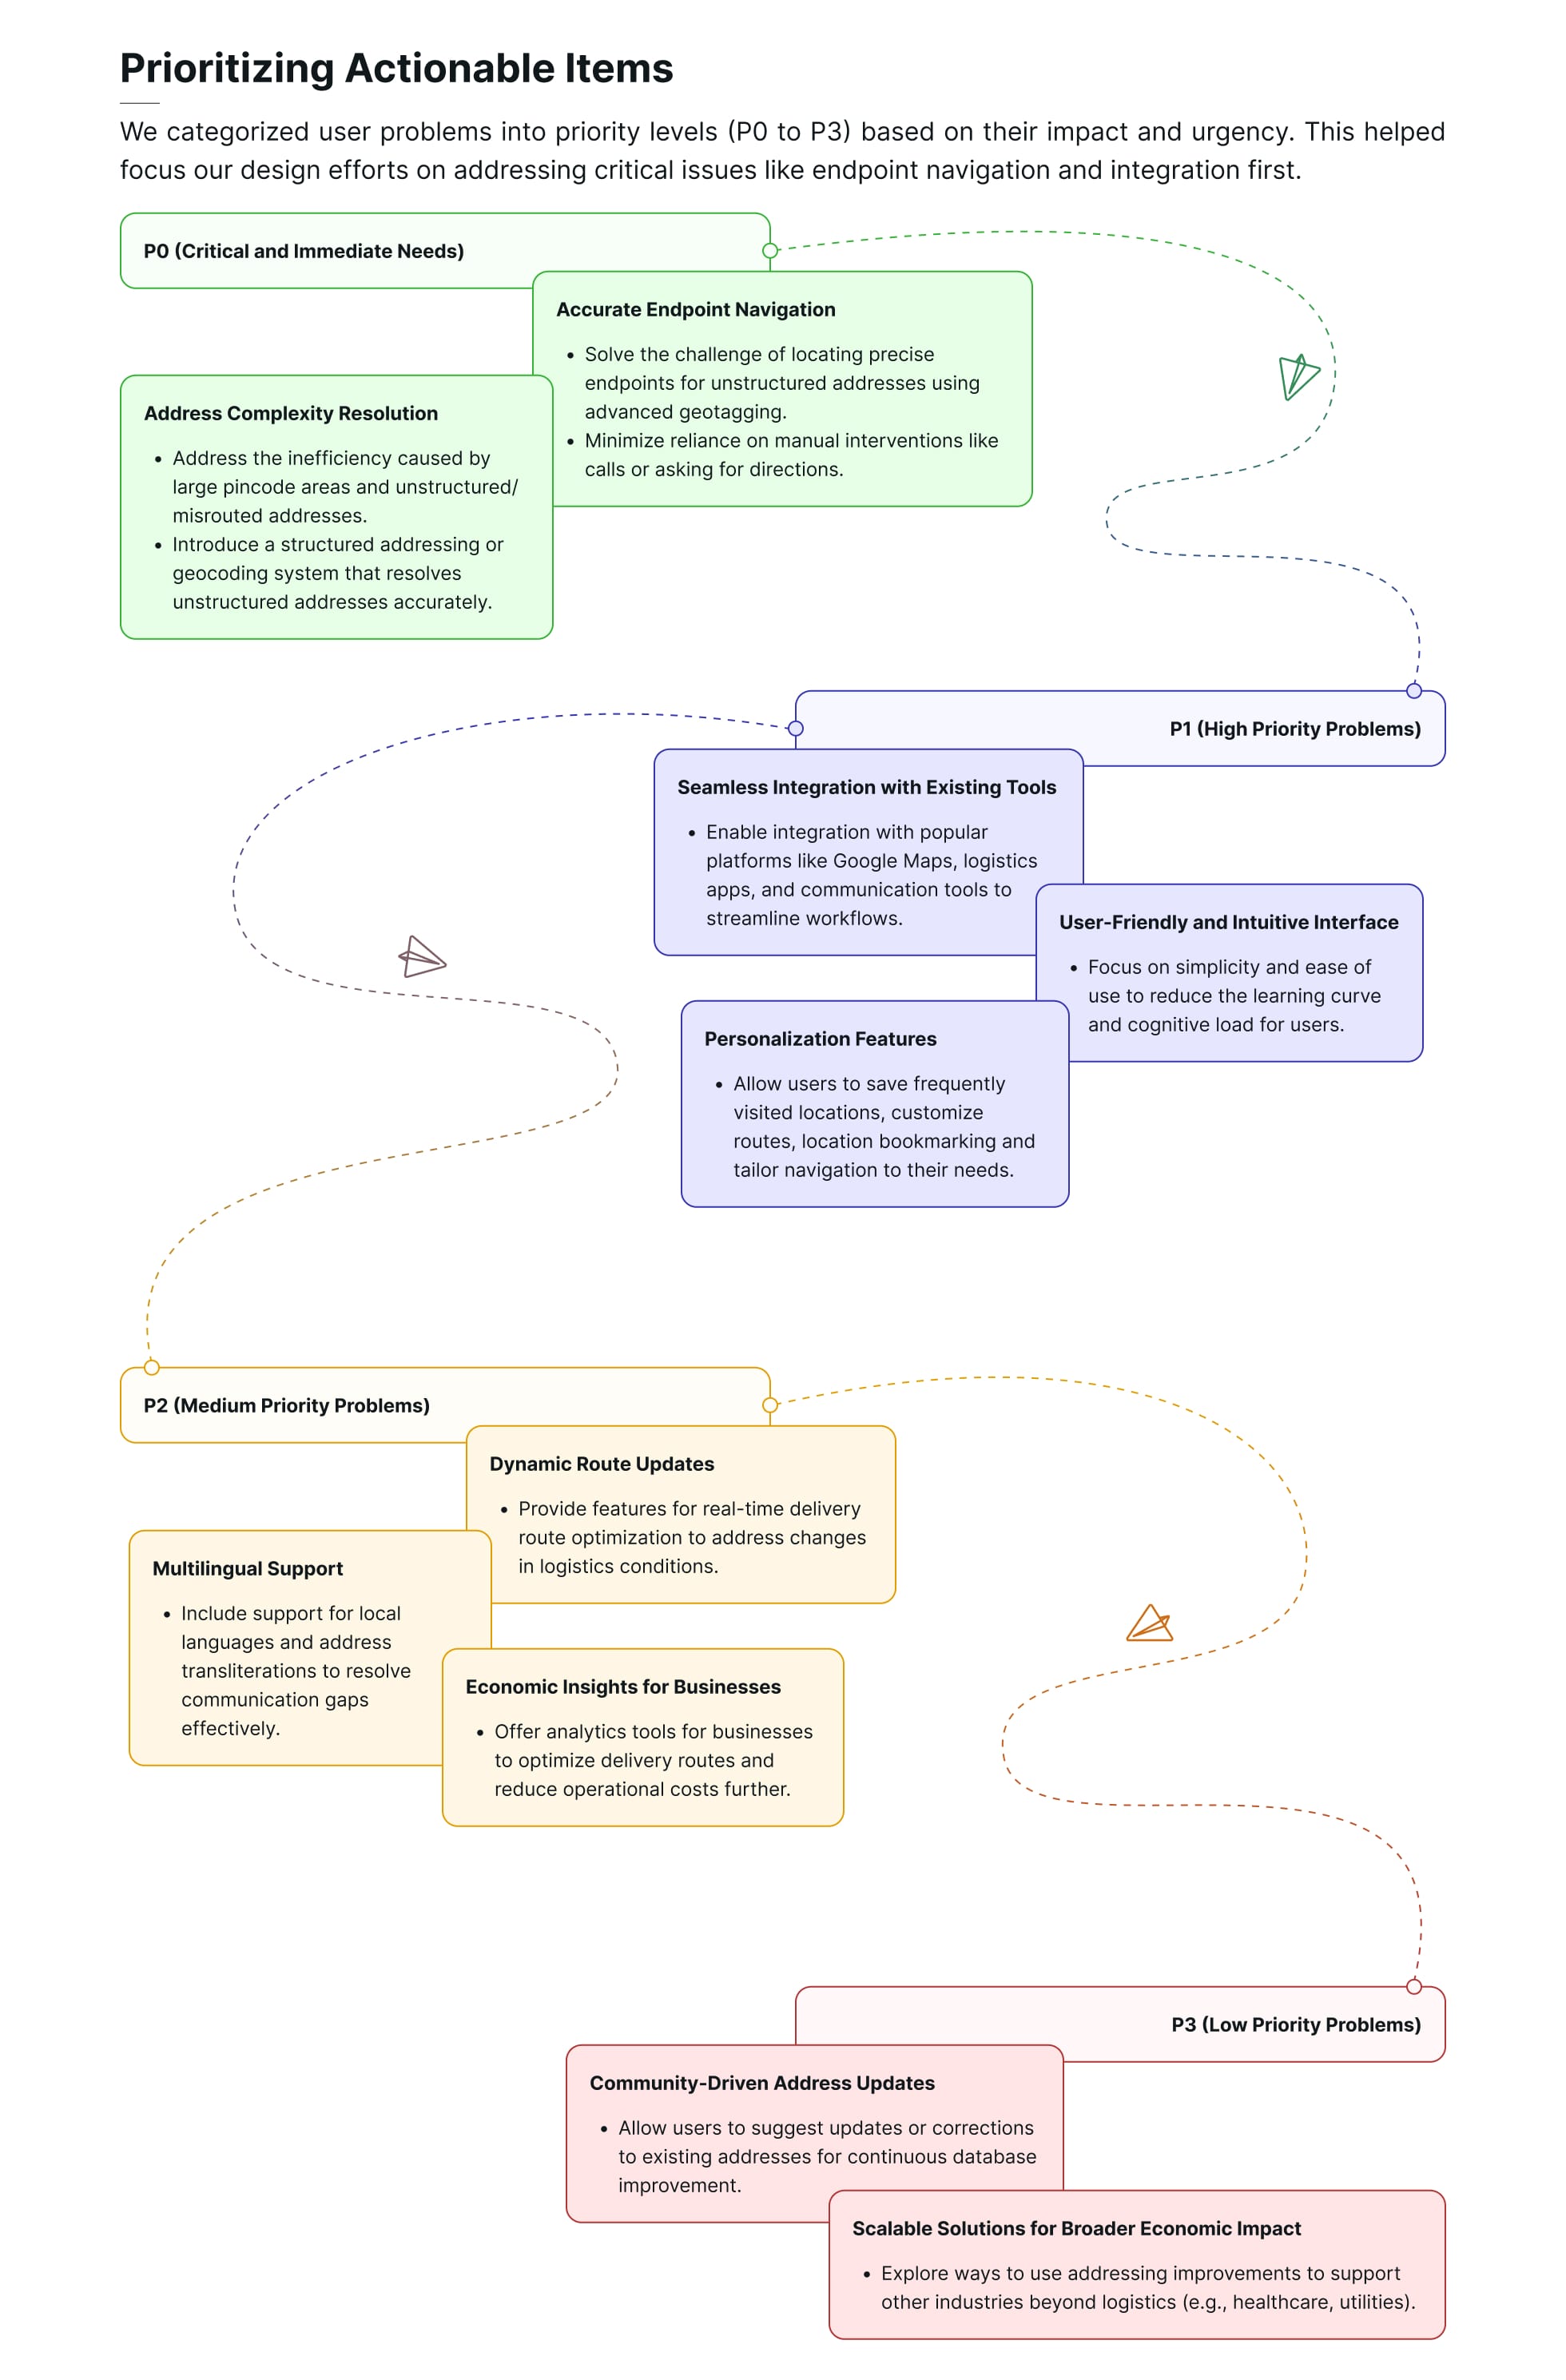 Prioritizing Actionable Items
We categorized user problems into priority levels (P0 to P3) based on their impact and urgency. This helped
focus our design efforts on addressing critical issues like endpoint navigation and integration first.
P0 (Critical and Immediate Needs)
Accurate Endpoint Navigation
• Solve the challenge of locating precise
endpoints for unstructured addresses using
advanced geotagging.
• Minimize reliance on manual interventions like
calls or asking for directions.
Address Complexity Resolution
• Address the inefficiency caused by
large pincode areas and unstructured/
misrouted addresses.
• Introduce a structured addressing or
geocoding system that resolves
unstructured addresses accurately.
P1 (High Priority Problems)
Seamless Integration with Existing Tools
• Enable integration with popular
platforms like Google Maps, logistics
apps, and communication tools to
streamline workflows.
User-Friendly and Intuitive Interface
• Focus on simplicity and ease of
use to reduce the learning curve
and cognitive load for users.
Personalization Features
• Allow users to save frequently
visited locations, customize
routes, location bookmarking and
tailor navigation to their needs.
P2 (Medium Priority Problems)
Dynamic Route Updates
• Provide features for real-time delivery
route optimization to address changes
in logistics conditions.
Multilingual Support
• Include support for local
languages and address
transliterations to resolve
communication gaps
effectively.
Economic Insights for Businesses
• Offer analytics tools for businesses
to optimize delivery routes and
reduce operational costs further.
P3 (Low Priority Problems)
Community-Driven Address Updates
• Allow users to suggest updates or corrections
to existing addresses for continuous database
improvement.
Scalable Solutions for Broader Economic Impact
• Explore ways to use addressing improvements to support
other industries beyond logistics (e.g., healthcare, utilities).